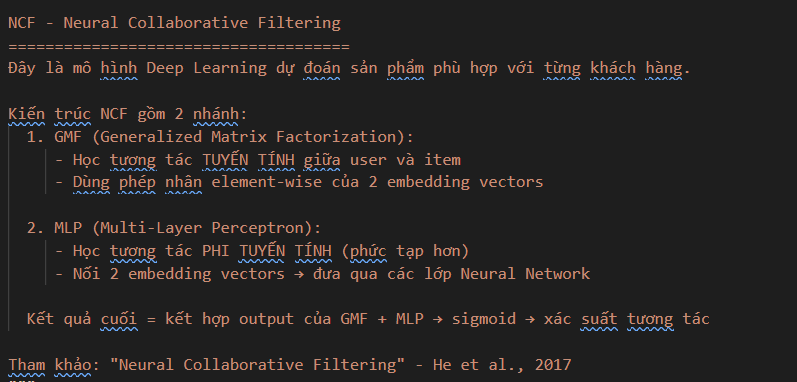 NCF - Neural Collaborative Filtering
=====================================
Đây là mô hình Deep Learning dự đoán sản phẩm phù hợp với từng khách hàng.
Kiến trúc NCF gồm 2 nhánh:
1. GMF (Generalized Matrix Factorization):
- Học tương tác TUYẾN TÍNH giữa user và item
- Dùng phép nhân element-wise của 2 embedding vectors
2. MLP (Multi-Layer Perceptron):
- Học tương tác PHI TUYẾN TÍNH (phức tạp hơn)
- Nối 2 embedding vectors → đưa qua các lớp Neural Network
Kết quả cuối = kết hợp output của GMF + MLP → sigmoid → xác suất tương tác
Tham khảo: "Neural Collaborative Filtering" - He et al., 2017
"""